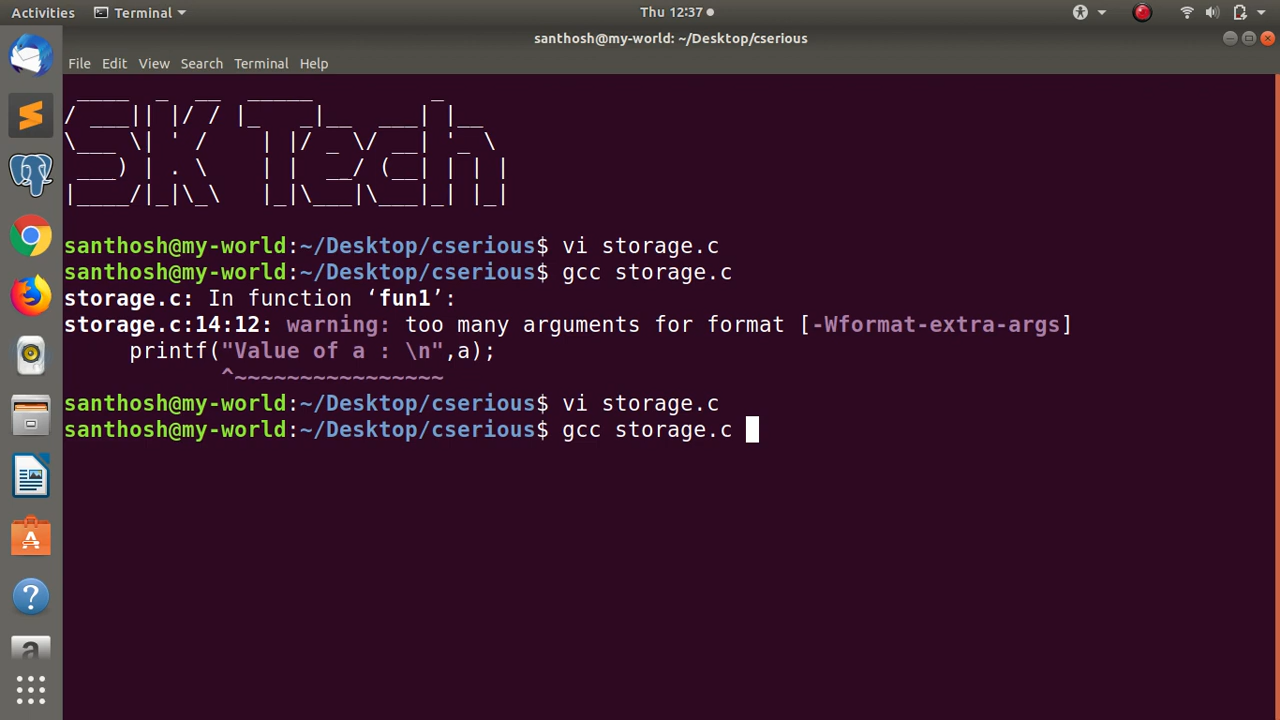 Activities Terminal Thu 12:37
santhosh@my-world: ~/Desktop/cserious
File Edit View Search Terminal Help
SK Tech
santhosh@my-world:~/Desktop/cserious$ vi storage.c
santhosh@my-world:~/Desktop/cserious$ gcc storage.c
storage.c: In function ‘fun1’:
storage.c:14:12: warning: too many arguments for format [-Wformat-extra-args]
printf("Value of a : \n",a);
^~~~~~~~~~~~~~~~~
santhosh@my-world:~/Desktop/cserious$ vi storage.c
santhosh@my-world:~/Desktop/cserious$ gcc storage.c